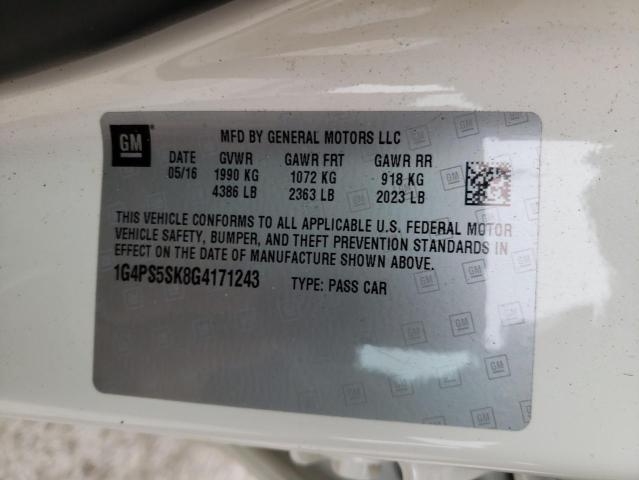 GM
MFD BY GENERAL MOTORS LLC
DATE GVWR GAWR FRT GAWR RR
05/16 1990 KG 1072 KG 918 KG
4386 LB 2363 LB 2023 LB
THIS VEHICLE CONFORMS TO ALL APPLICABLE U.S. FEDERAL MOTOR
VEHICLE SAFETY, BUMPER, AND THEFT PREVENTION STANDARDS IN
EFFECT ON THE DATE OF MANUFACTURE SHOWN ABOVE.
1G4PS5SK8G4171243 TYPE: PASS CAR